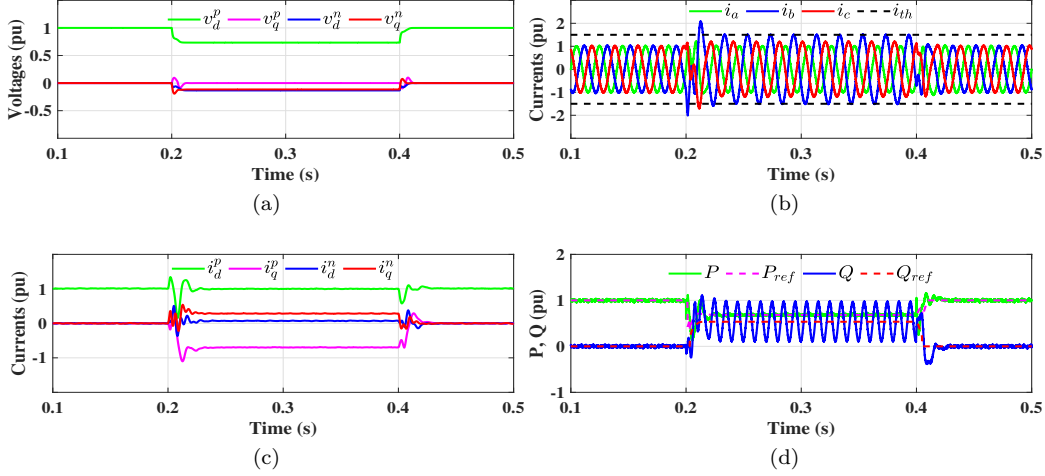 v_d^p v_q^p v_d^n v_q^n
Voltages (pu)
1
0.5
0
-0.5
0.1 0.2 0.3 0.4 0.5
Time (s)
(a)
i_a i_b i_c i_th
Currents (pu)
2
1
0
-1
-2
0.1 0.2 0.3 0.4 0.5
Time (s)
(b)
i_d^p i_q^p i_d^n i_q^n
Currents (pu)
1
0
-1
0.1 0.2 0.3 0.4 0.5
Time (s)
(c)
P P_ref Q Q_ref
P, Q (pu)
2
1
0
-1
0.1 0.2 0.3 0.4 0.5
Time (s)
(d)